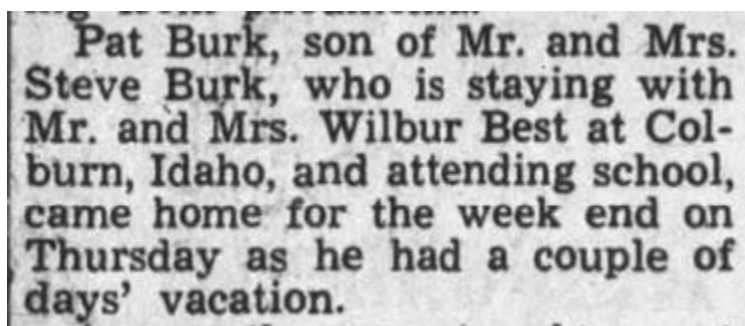 Pat Burk, son of Mr. and Mrs.
Steve Burk, who is staying with
Mr. and Mrs. Wilbur Best at Col-
burn, Idaho, and attending school,
came home for the week end on
Thursday as he had a couple of
days' vacation.